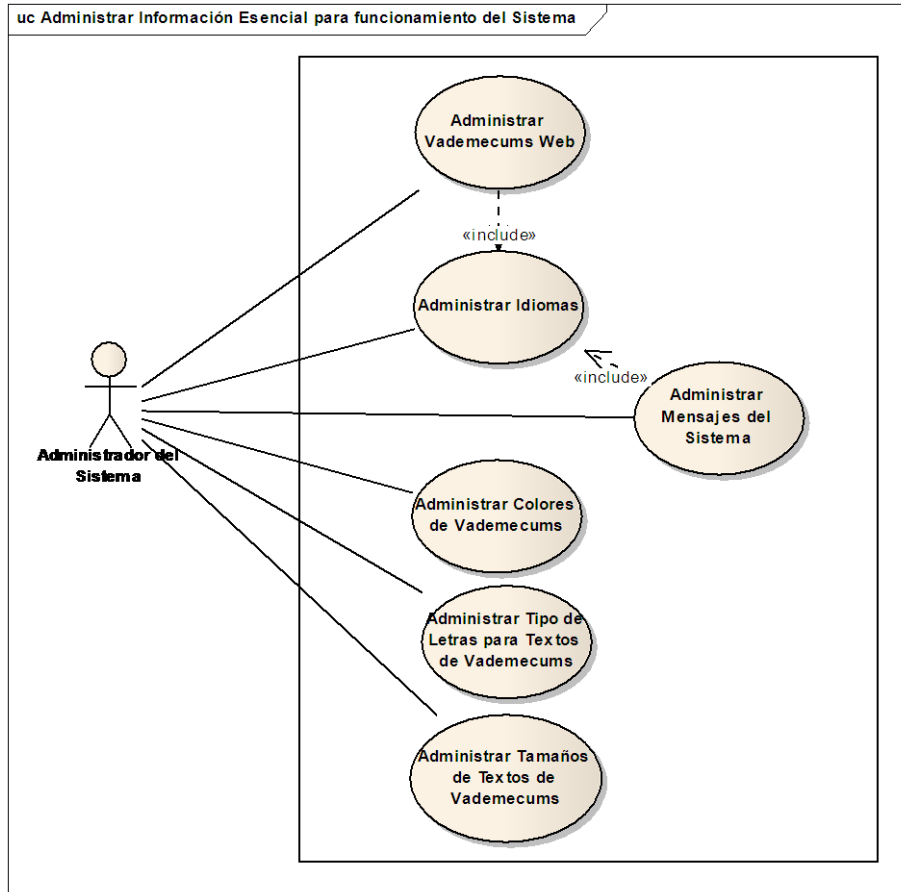 uc Administrar Información Esencial para funcionamiento del Sistema
Administrar
Vademecums Web
«include»
Administrar Idiomas
«include»
Administrar
Mensajes del
Sistema
Administrador del
Sistema
Administrar Colores
de Vademecums
Administrar Tipo de
Letras para Textos
de Vademecums
Administrar Tamaños
de Textos de
Vademecums